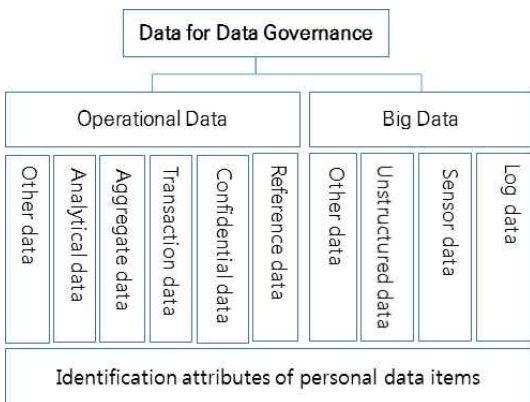 Data for Data Governance
Operational Data
Big Data
Other data
Analytical data
Aggregate data
Transaction data
Confidential data
Reference data
Other data
Unstructured data
Sensor data
Log data
Identification attributes of personal data items